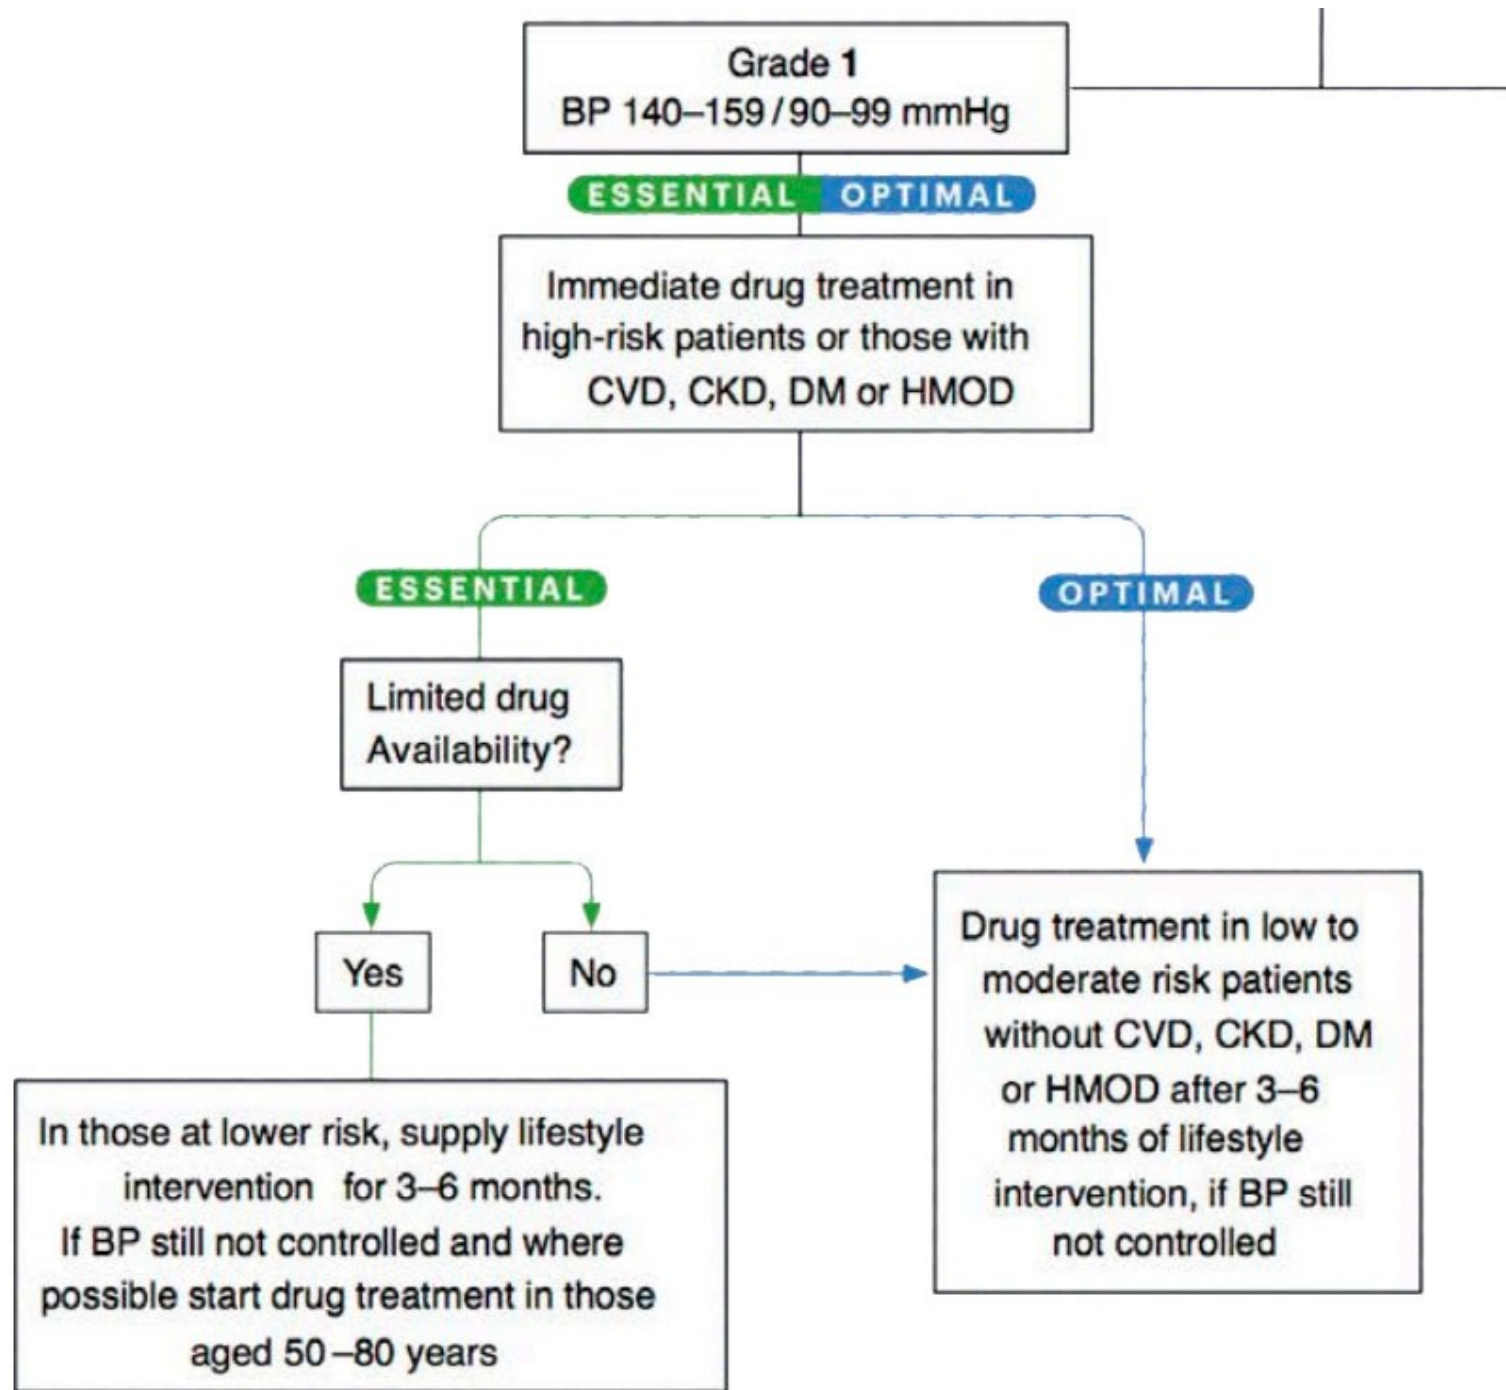 Grade 1
BP 140–159/90–99 mmHg
ESSENTIAL OPTIMAL
Immediate drug treatment in
high-risk patients or those with
CVD, CKD, DM or HMOD
ESSENTIAL
OPTIMAL
Limited drug
Availability?
Yes
No
Drug treatment in low to
moderate risk patients
without CVD, CKD, DM
or HMOD after 3–6
months of lifestyle
intervention, if BP still
not controlled
In those at lower risk, supply lifestyle
intervention for 3–6 months.
If BP still not controlled and where
possible start drug treatment in those
aged 50–80 years